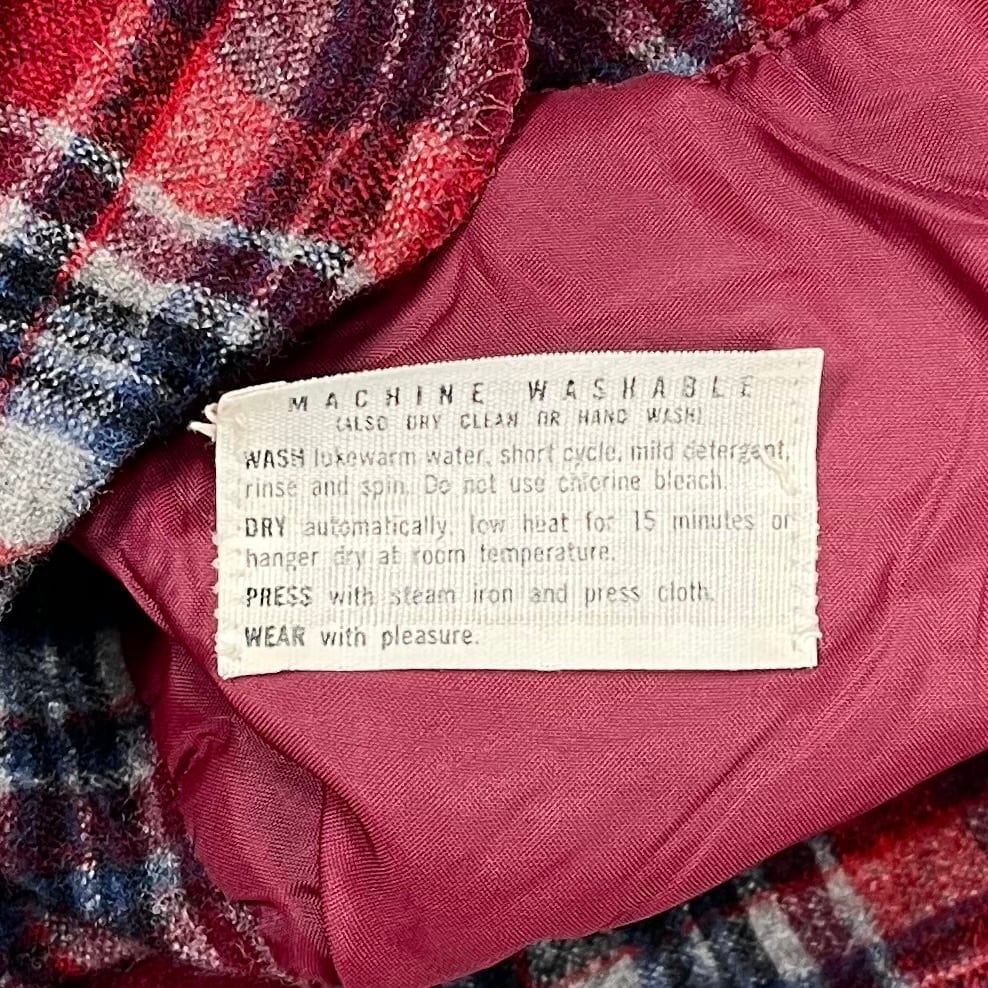 MACHINE WASHABLE
(ALSO DRY CLEAN OR HAND WASH)
WASH lukewarm water, short cycle, mild detergent,
rinse and spin. Do not use chlorine bleach.
DRY automatically, low heat for 15 minutes or
hanger dry at room temperature.
PRESS with steam iron and press cloth.
WEAR with pleasure.